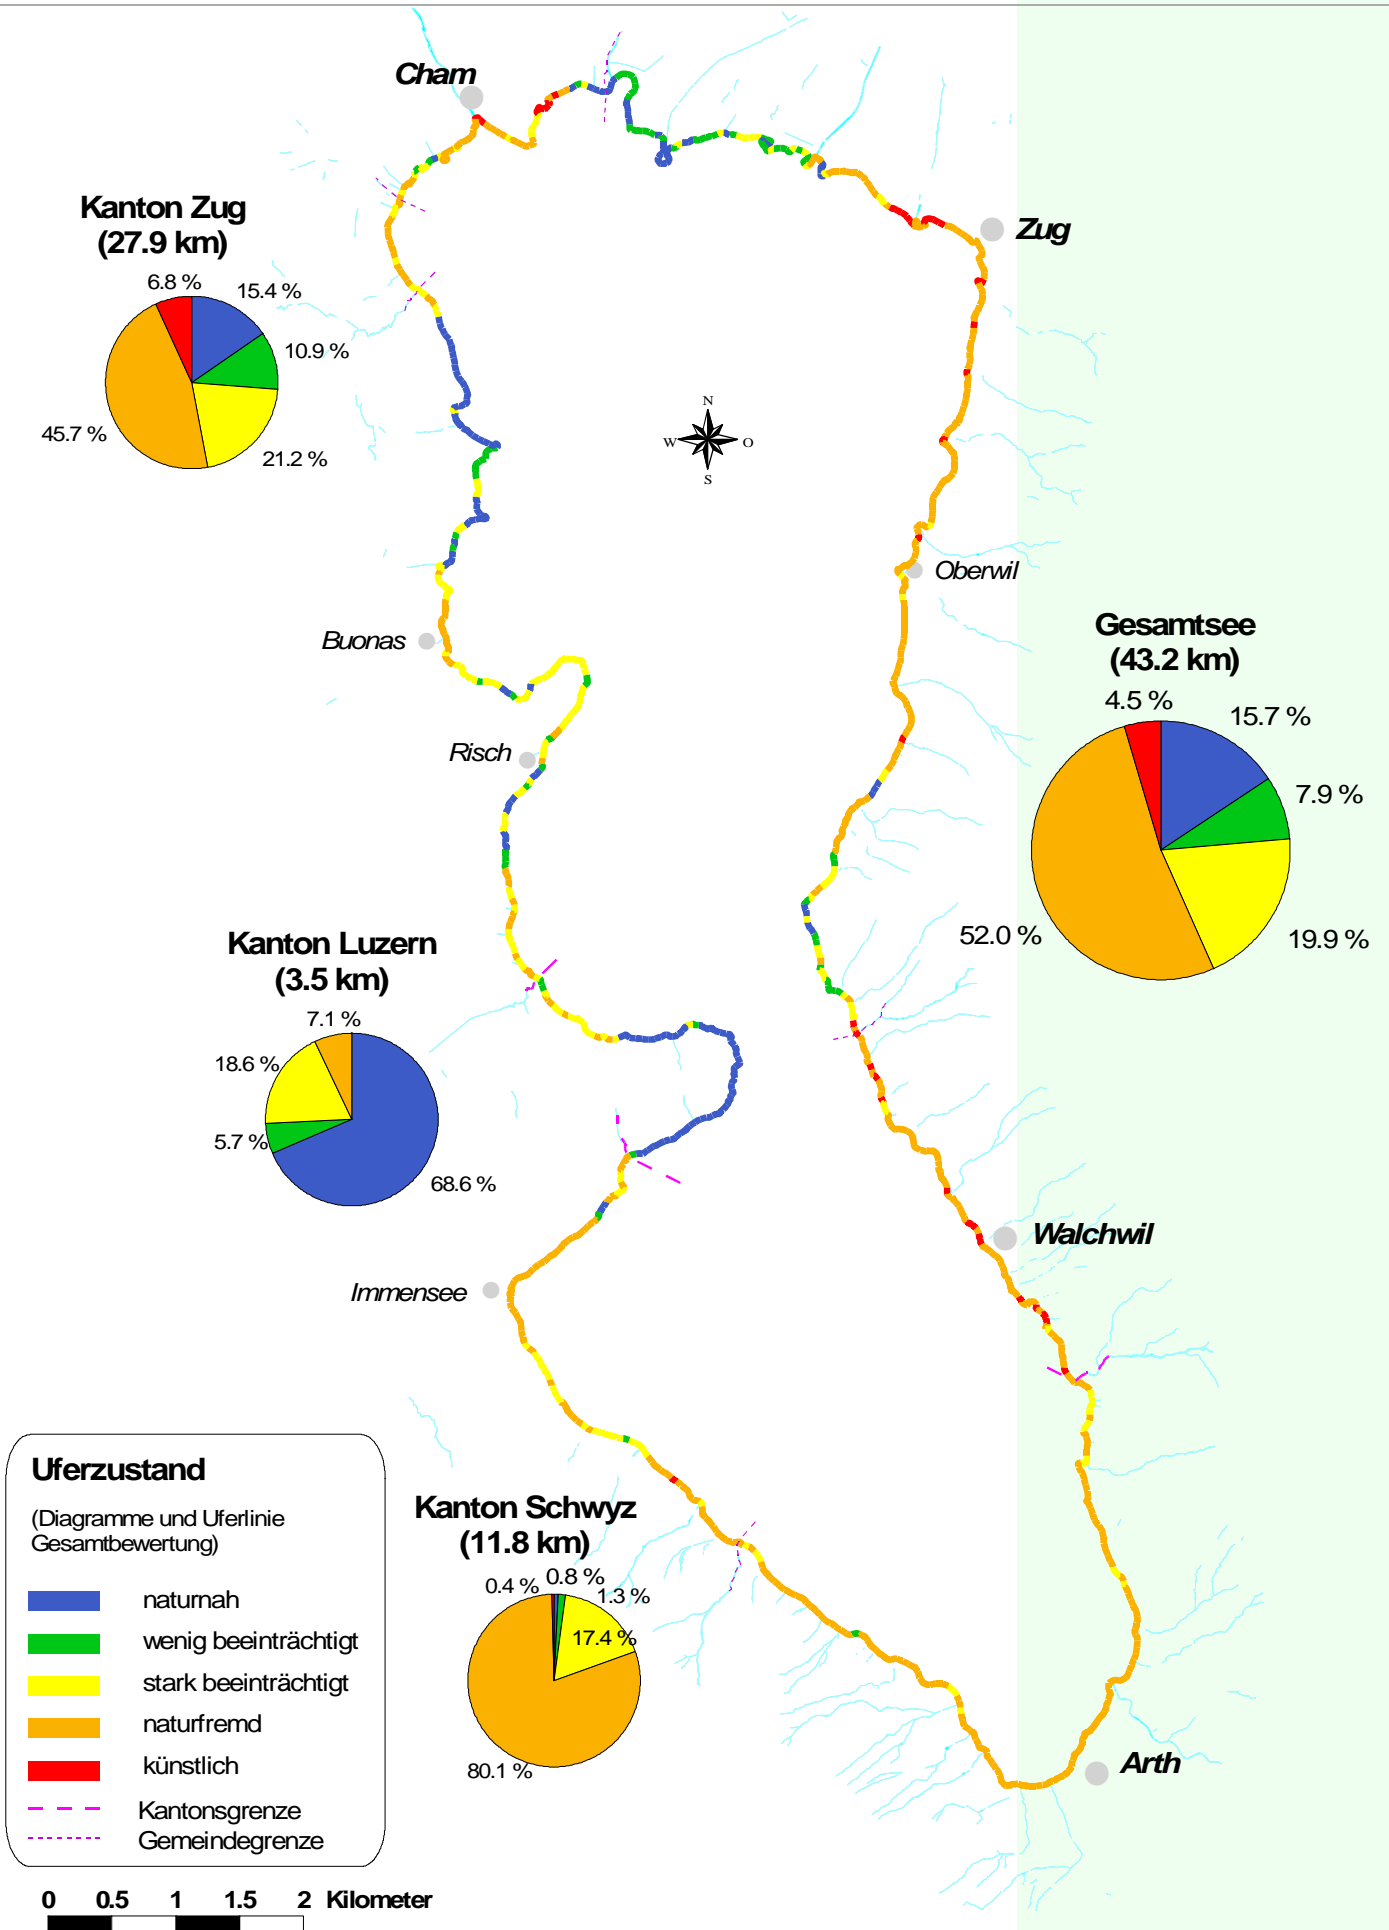 Cham
Kanton Zug
(27.9 km)
6.8 %
15.4 %
10.9 %
45.7 %
21.2 %
Zug
N
W
O
S
Oberwil
Buonas
Gesamtsee
(43.2 km)
4.5 %
15.7 %
7.9 %
52.0 %
19.9 %
Risch
Kanton Luzern
(3.5 km)
7.1 %
18.6 %
5.7 %
68.6 %
Walchwil
Immensee
Kanton Schwyz
(11.8 km)
0.4 %
0.8 %
1.3 %
17.4 %
80.1 %
Arth
Uferzustand
(Diagramme und Uferlinie
Gesamtbewertung)
naturnah
wenig beeinträchtigt
stark beeinträchtigt
naturfremd
künstlich
Kantonsgrenze
Gemeindegrenze
0 0.5 1 1.5 2 Kilometer